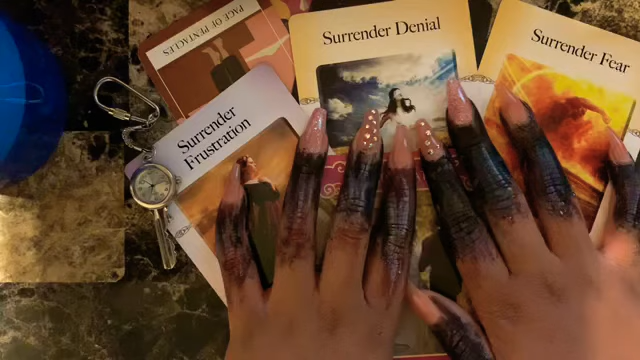 PAGE OF PENTACLES
Surrender Denial
Surrender Fear
Surrender
Frustration